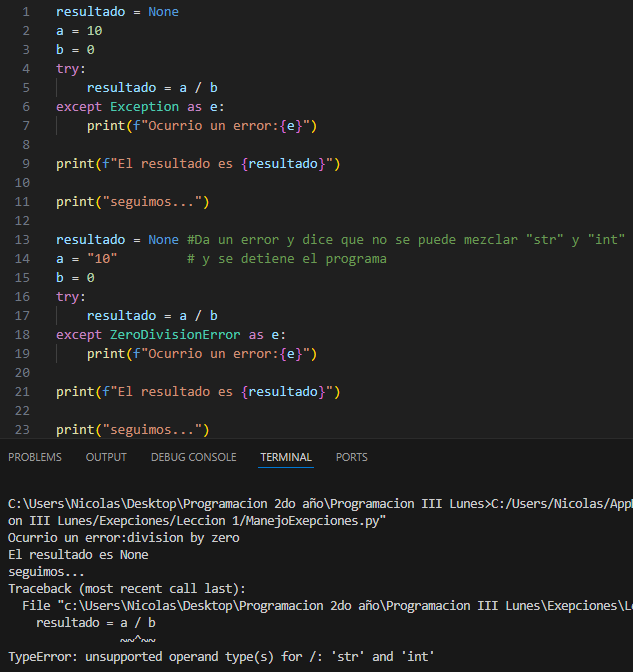 1 resultado = None
2 a = 10
3 b = 0
4 try:
5 resultado = a / b
6 except Exception as e:
7 print(f"Ocurrio un error:{e}")
8
9 print(f"El resultado es {resultado}")
10
11 print("seguimos...")
12
13 resultado = None #Da un error y dice que no se puede mezclar "str" y "int"
14 a = "10" # y se detiene el programa
15 b = 0
16 try:
17 resultado = a / b
18 except ZeroDivisionError as e:
19 print(f"Ocurrio un error:{e}")
20
21 print(f"El resultado es {resultado}")
22
23 print("seguimos...")
PROBLEMS OUTPUT DEBUG CONSOLE TERMINAL PORTS
C:\Users\Nicolas\Desktop\Programacion 2do año\Programacion III Lunes>C:/Users/Nicolas/App
on III Lunes/Exepciones/Leccion 1/ManejoExepciones.py"
Ocurrio un error:division by zero
El resultado es None
seguimos...
Traceback (most recent call last):
File "c:\Users\Nicolas\Desktop\Programacion 2do año\Programacion III Lunes\Exepciones\Le
resultado = a / b
~~^~~
TypeError: unsupported operand type(s) for /: 'str' and 'int'